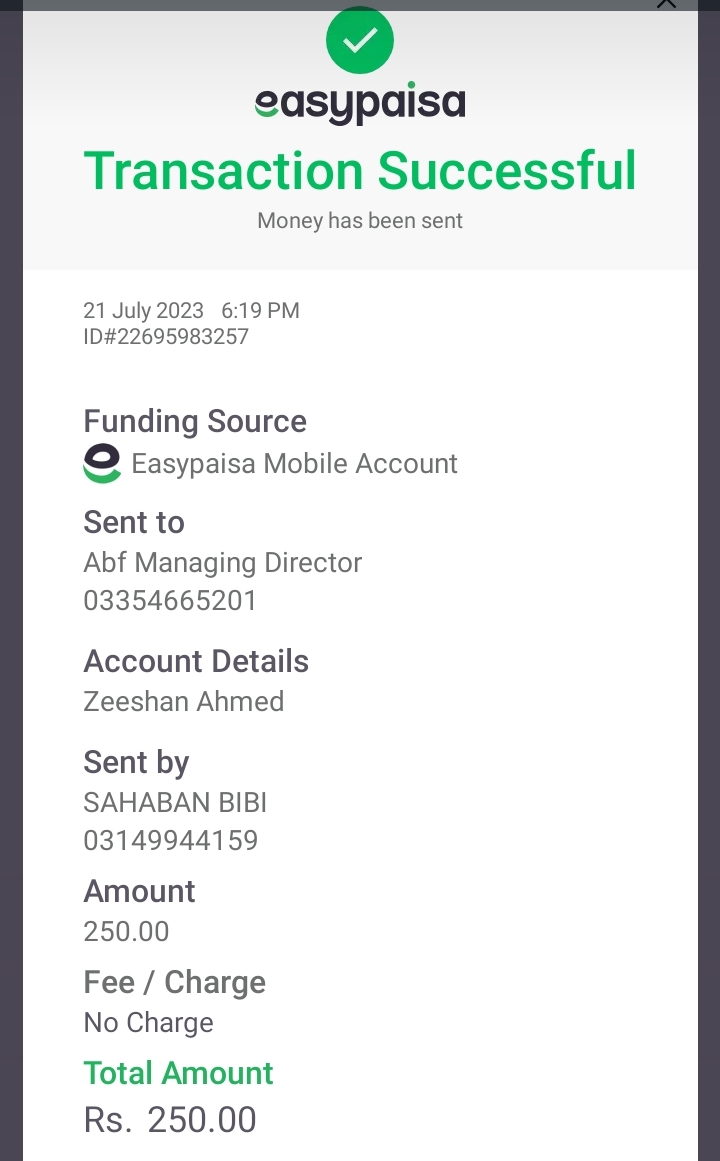 easypaisa
Transaction Successful
Money has been sent
21 July 2023 6:19 PM
ID#22695983257
Funding Source
Easypaisa Mobile Account
Sent to
Abf Managing Director
03354665201
Account Details
Zeeshan Ahmed
Sent by
SAHABAN BIBI
03149944159
Amount
250.00
Fee / Charge
No Charge
Total Amount
Rs. 250.00